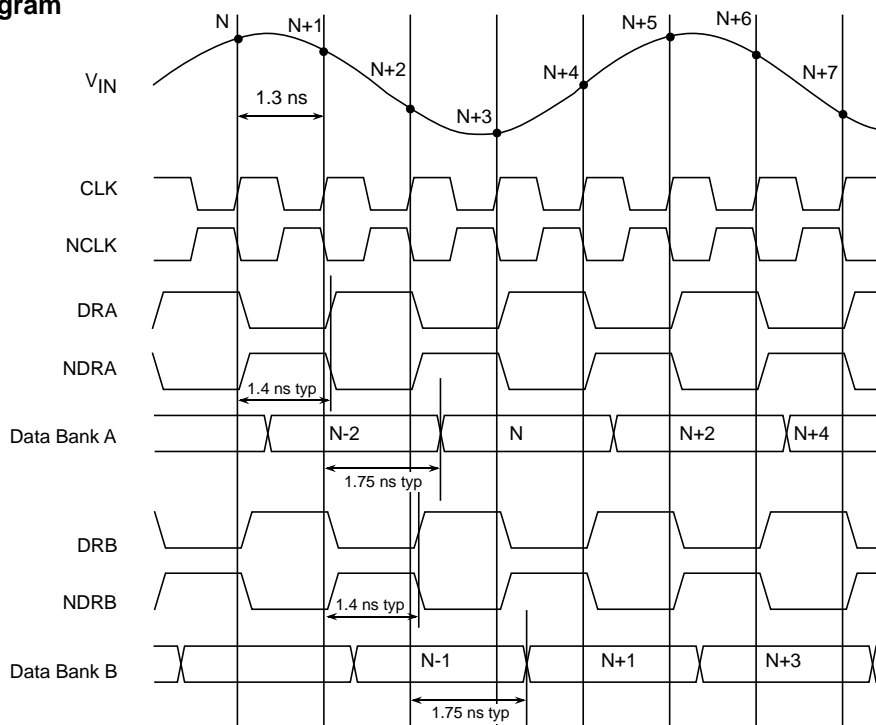 gram
N
N+1
N+2
N+3
N+4
N+5
N+6
N+7
VIN
1.3 ns
CLK
NCLK
DRA
NDRA
1.4 ns typ
Data Bank A
N-2
N
N+2
N+4
1.75 ns typ
DRB
NDRB
1.4 ns typ
Data Bank B
N-1
N+1
N+3
1.75 ns typ